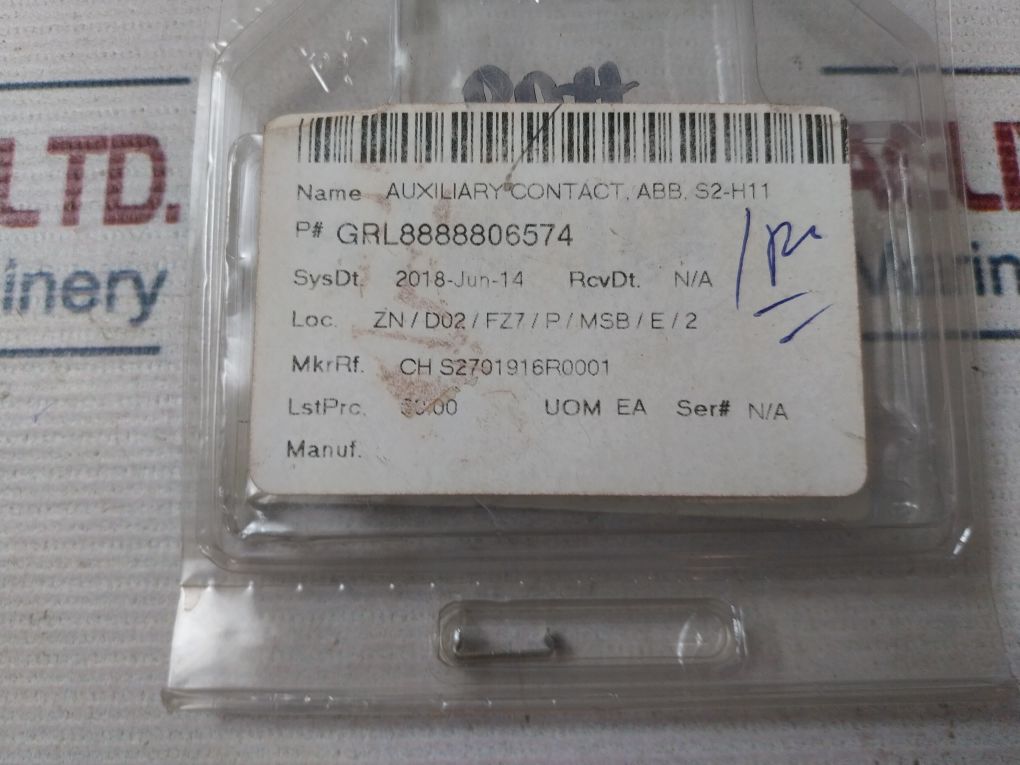 Name AUXILIARY CONTACT, ABB, S2-H11
P# GRL8888806574
SysDt. 2018-Jun-14 RcvDt. N/A
Loc. ZN / D02 / FZ7 / P / MSB / E / 2
MkrRf. CH S2701916R0001
LstPrc. UOM EA Ser# N/A
Manuf.
LTD.
inery